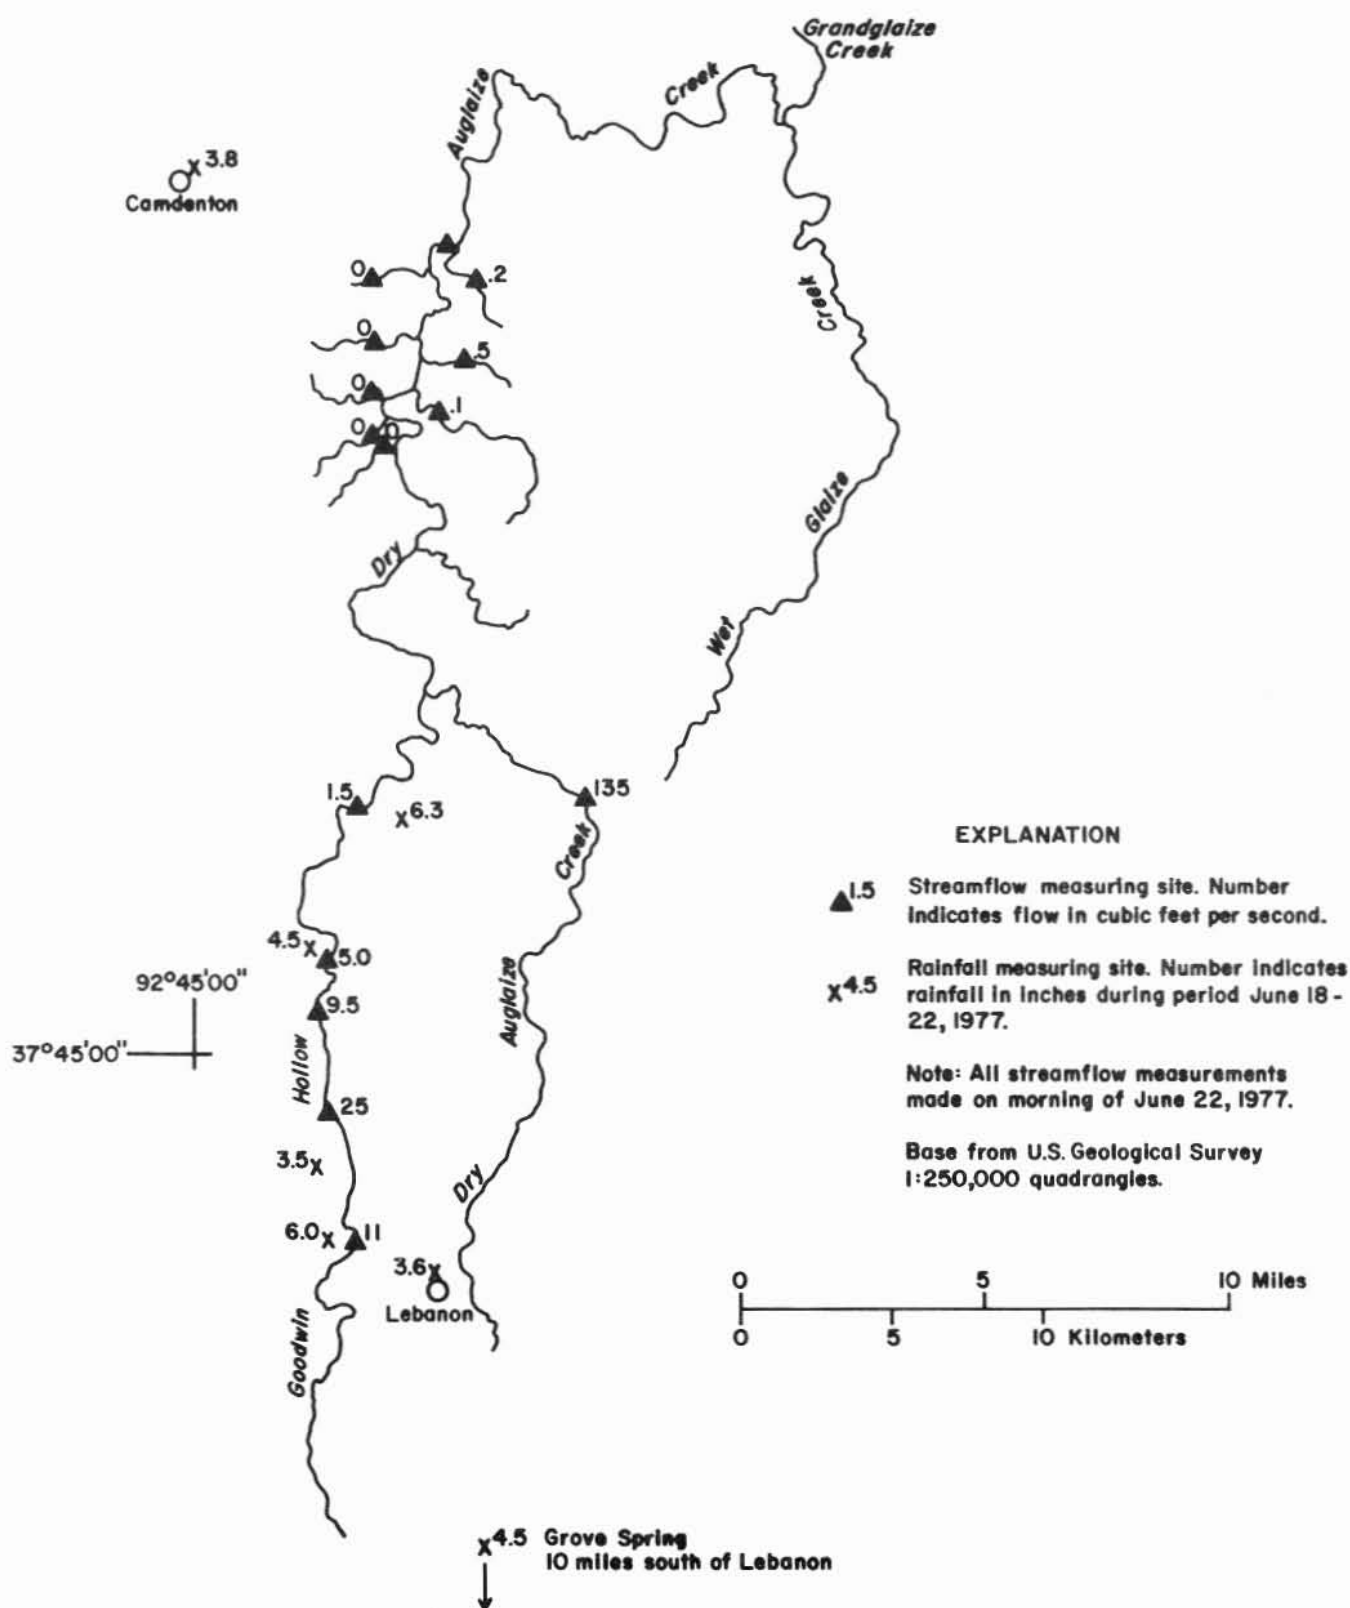 Grandglaize
Creek
Auglaize
Creek
3.8
Camdenton
0
.2
Creek
0
.5
0
.1
0
0
Glaize
Dry
Wet
1.5
6.3
135
Creek
4.5
5.0
Auglaize
92°45'00"
9.5
37°45'00"
Hollow
25
3.5
Dry
6.0
11
3.6
Lebanon
Goodwin
EXPLANATION
1.5 Streamflow measuring site. Number
indicates flow in cubic feet per second.
x4.5 Rainfall measuring site. Number indicates
rainfall in inches during period June 18-
22, 1977.
Note: All streamflow measurements
made on morning of June 22, 1977.
Base from U.S. Geological Survey
1:250,000 quadrangles.
0 5 10 Miles
0 5 10 Kilometers
x4.5 Grove Spring
10 miles south of Lebanon